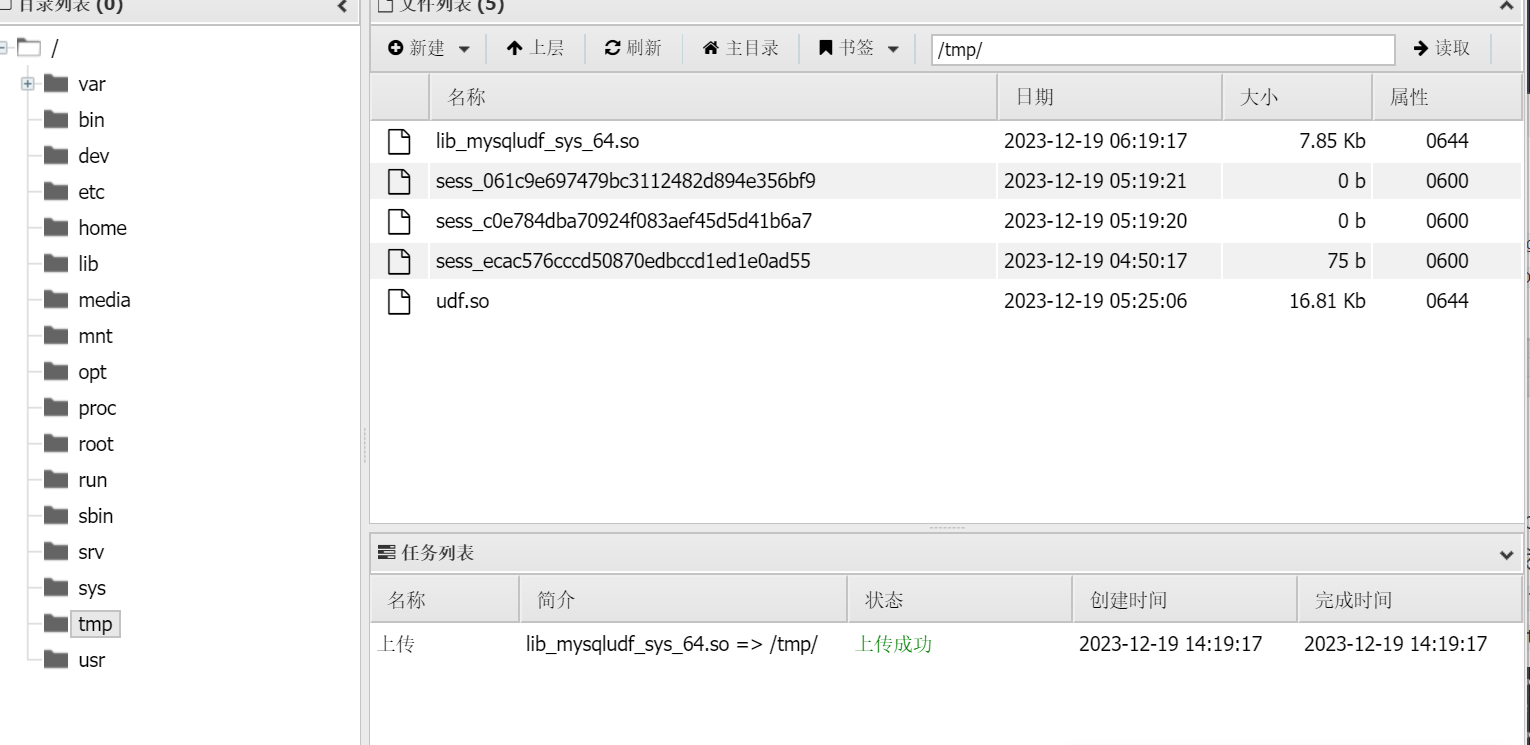 目录列表 (0)
/
var
bin
dev
etc
home
lib
media
mnt
opt
proc
root
run
sbin
srv
sys
tmp
usr
文件列表 (5)
新建 上层 刷新 主目录 书签 /tmp/ 读取
名称 日期 大小 属性
lib_mysqludf_sys_64.so 2023-12-19 06:19:17 7.85 Kb 0644
sess_061c9e697479bc3112482d894e356bf9 2023-12-19 05:19:21 0 b 0600
sess_c0e784dba70924f083aef45d5d41b6a7 2023-12-19 05:19:20 0 b 0600
sess_ecac576cccd50870edbccd1ed1e0ad55 2023-12-19 04:50:17 75 b 0600
udf.so 2023-12-19 05:25:06 16.81 Kb 0644
任务列表
名称 简介 状态 创建时间 完成时间
上传 lib_mysqludf_sys_64.so => /tmp/ 上传成功 2023-12-19 14:19:17 2023-12-19 14:19:17